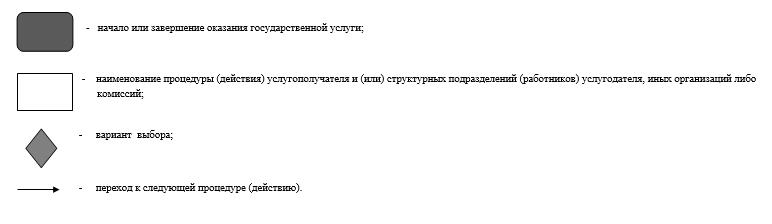 - начало или завершение оказания государственной услуги;
- наименование процедуры (действия) услугополучателя и (или) структурных подразделений (работников) услугодателя, иных организаций либо
комиссий;
- вариант выбора;
- переход к следующей процедуре (действию).